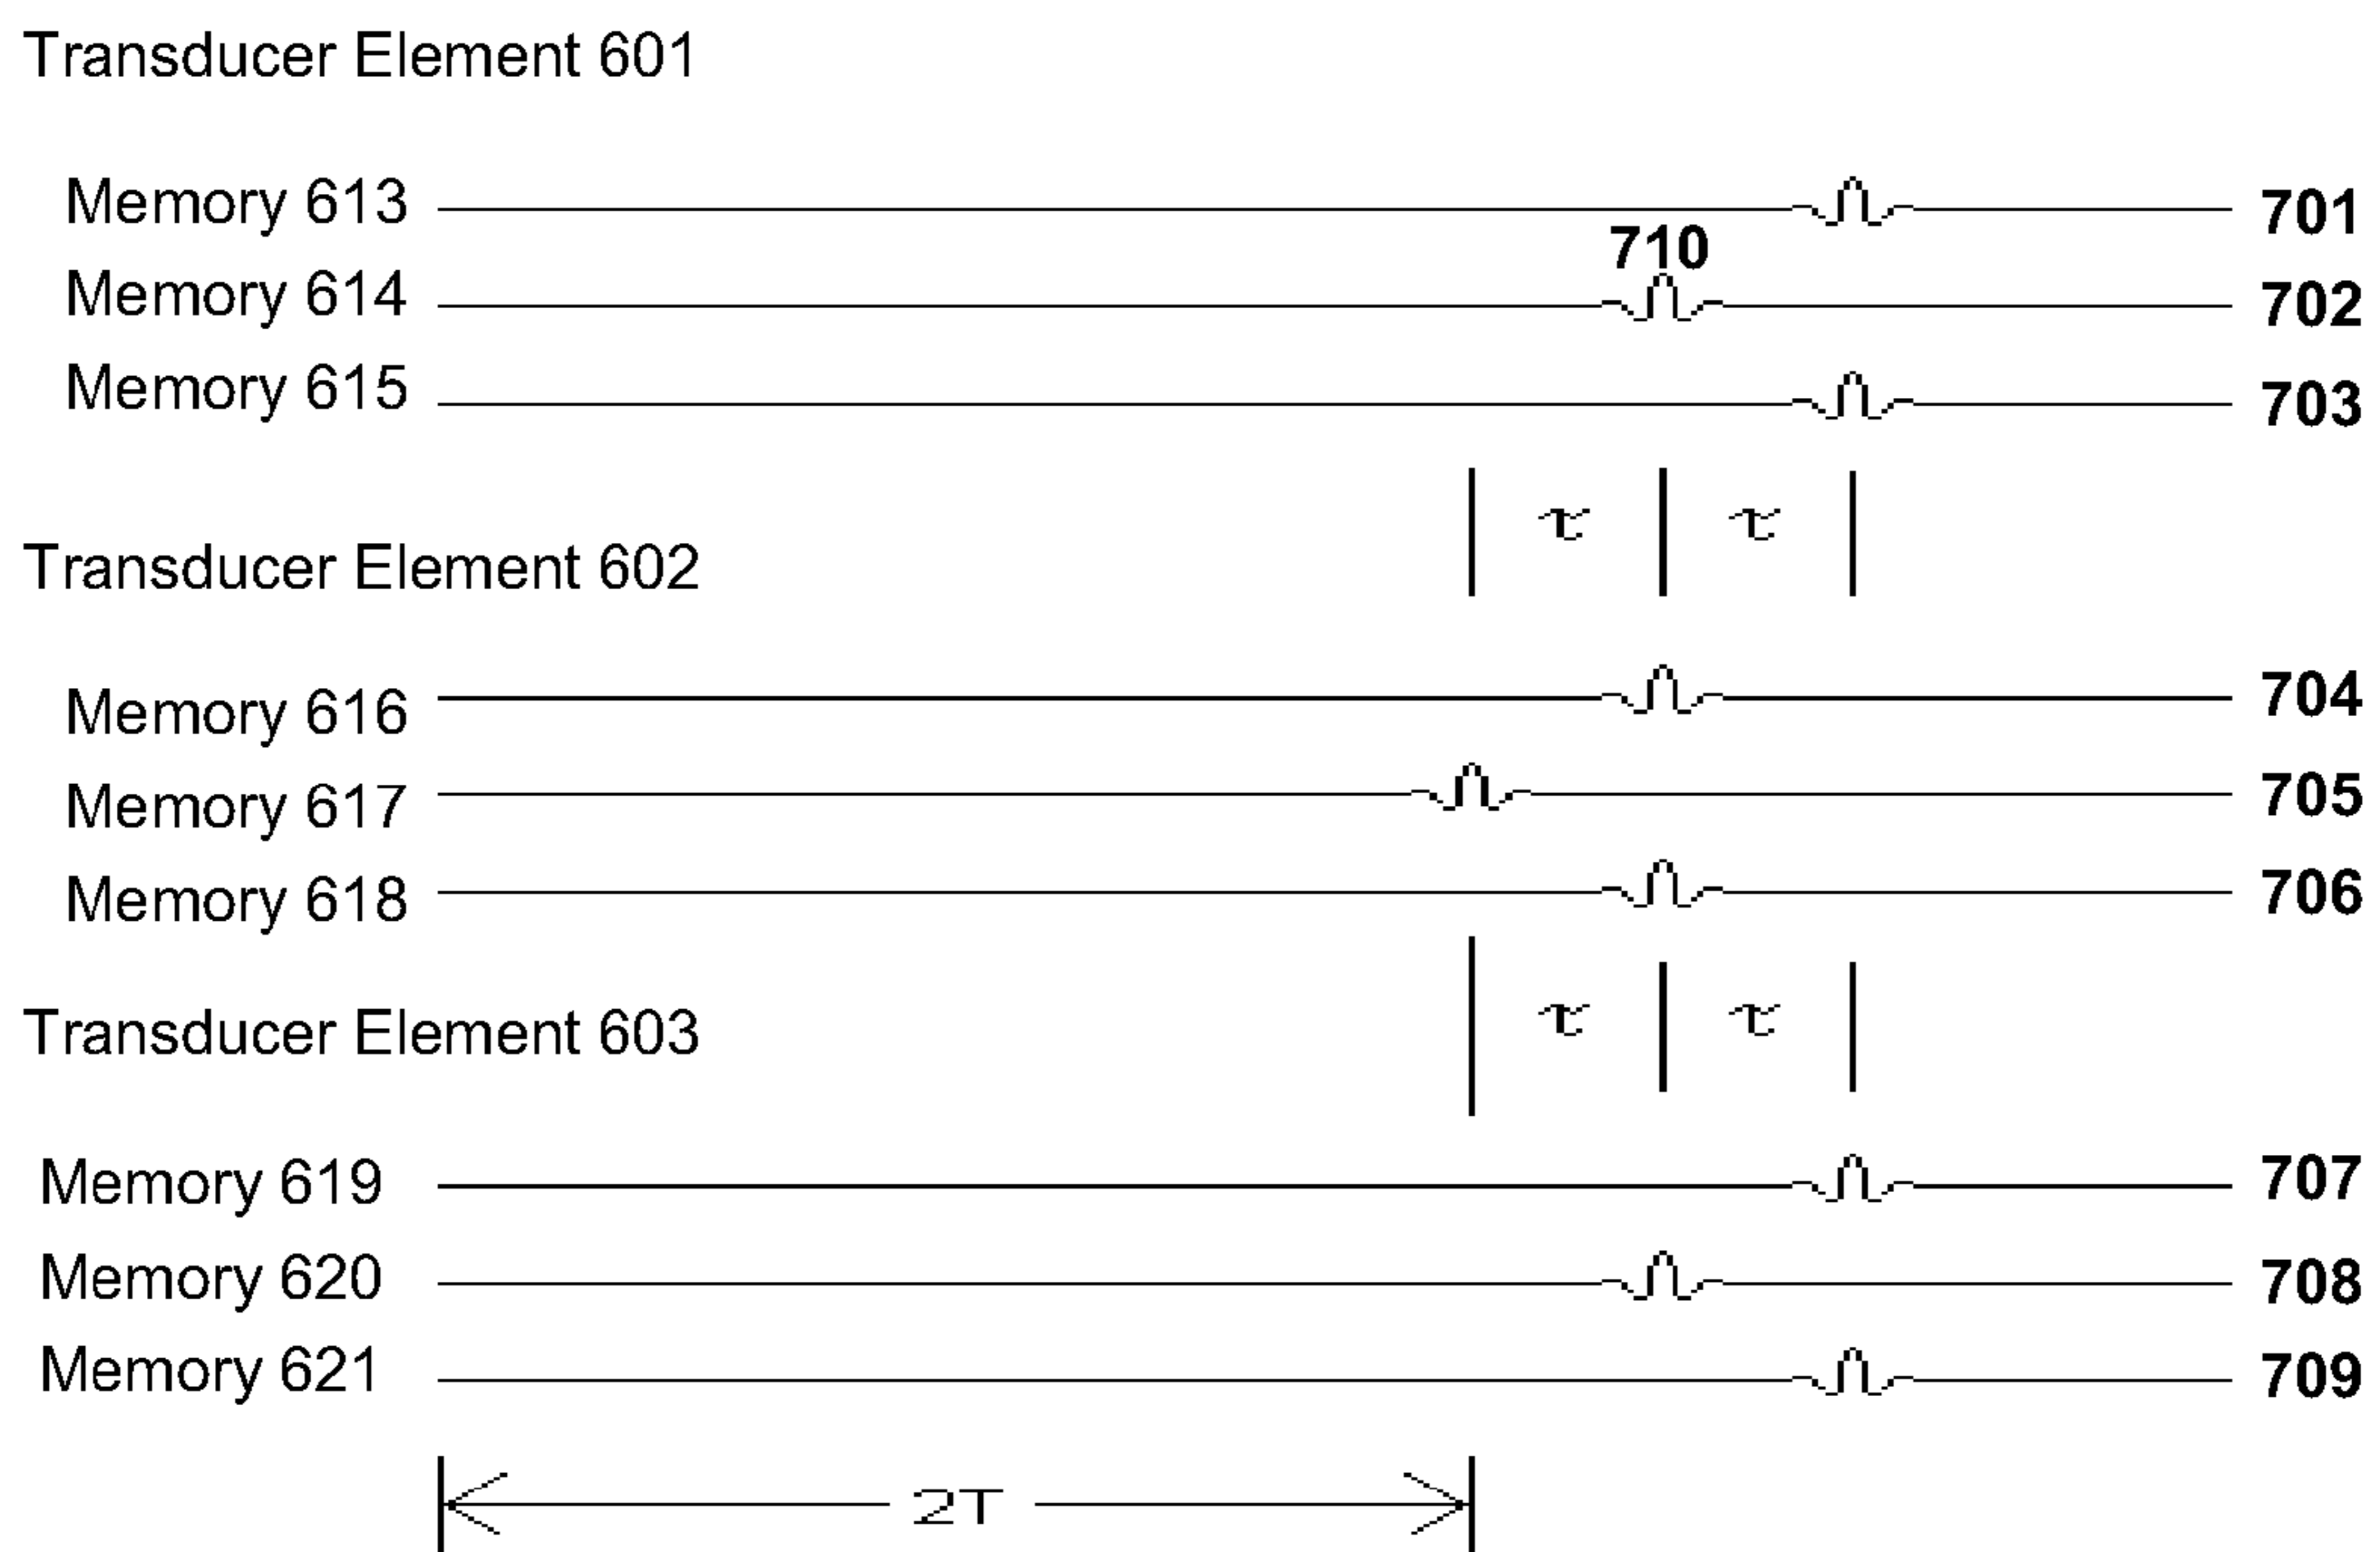 Transducer Element 601
Memory 613 701
710
Memory 614 702
Memory 615 703
τ τ
Transducer Element 602
Memory 616 704
Memory 617 705
Memory 618 706
τ τ
Transducer Element 603
Memory 619 707
Memory 620 708
Memory 621 709
2T